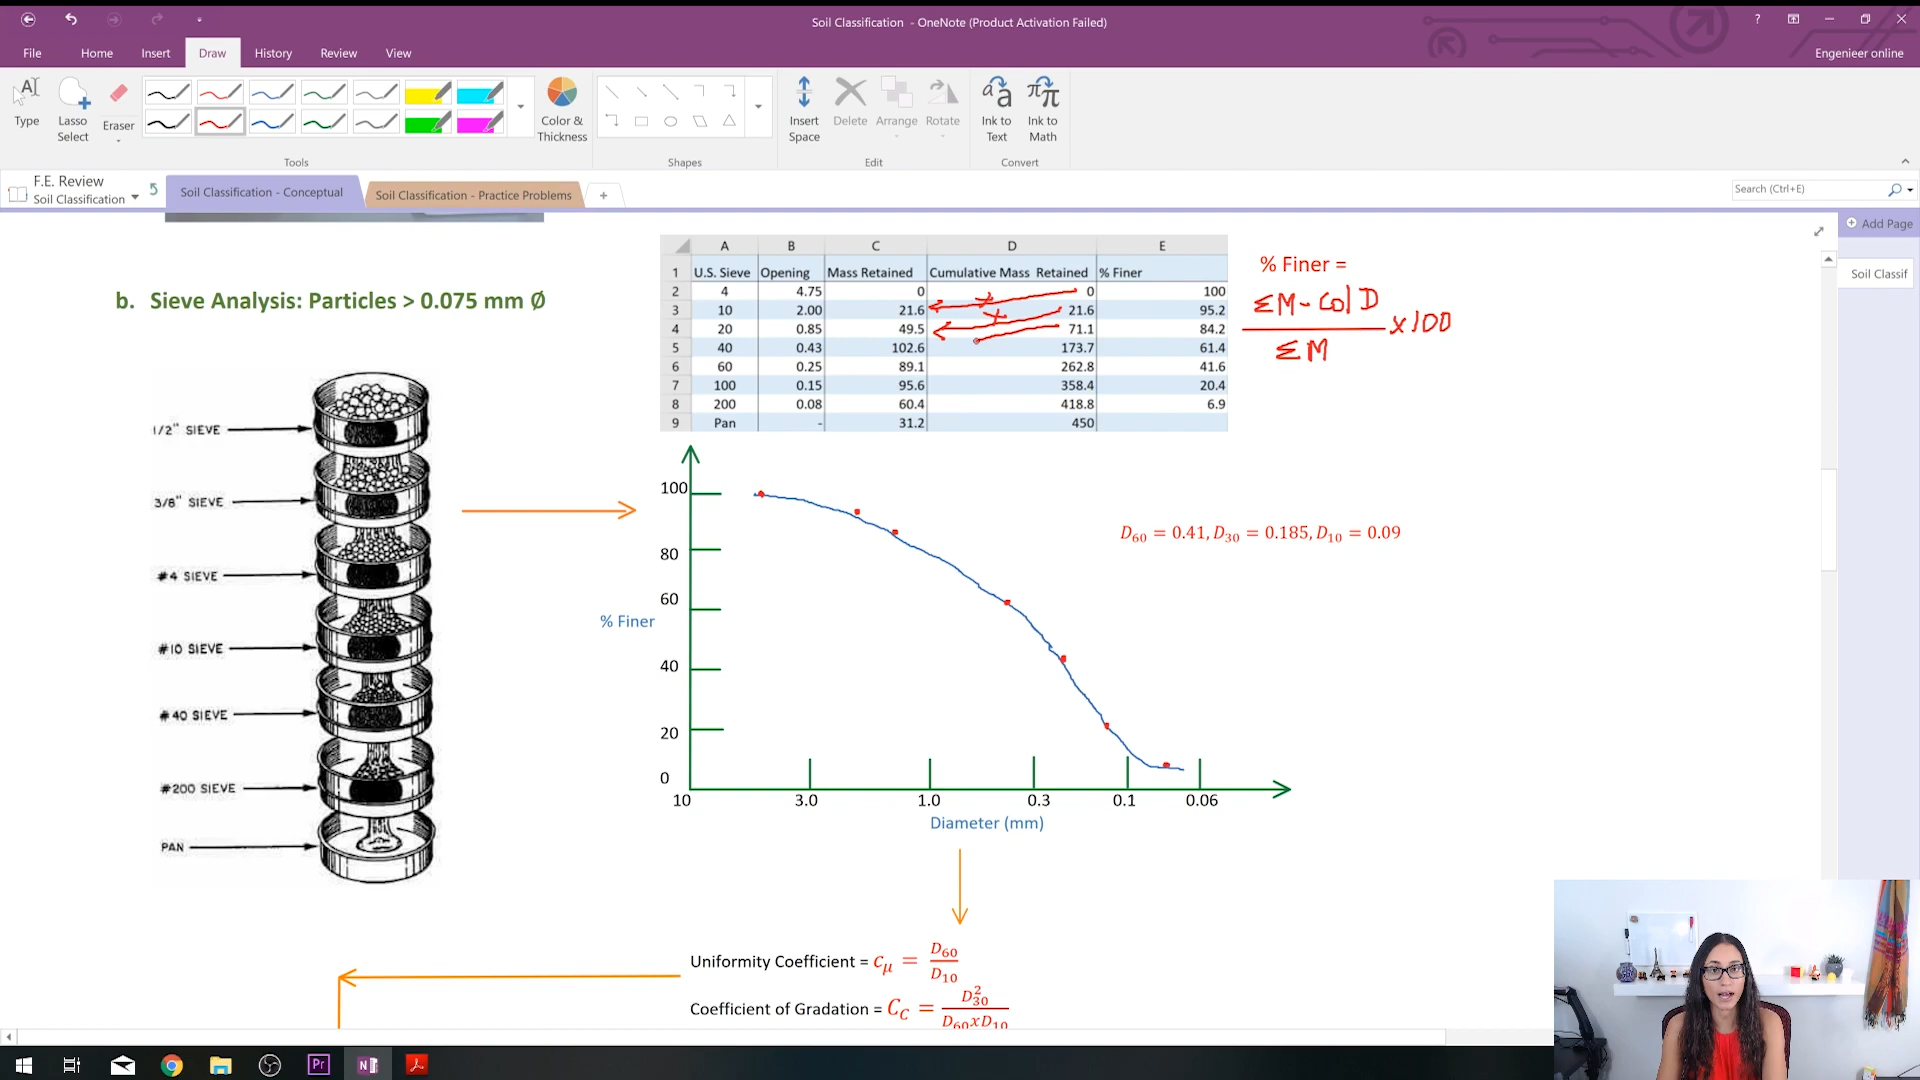 Soil Classification - OneNote (Product Activation Failed)
?
File Home Insert Draw History Review View
Engenieer online
Type
Lasso Select
Eraser
Color & Thickness
Insert Space
Delete
Arrange
Rotate
Ink to Text
Ink to Math
Tools
Shapes
Edit
Convert
F.E. Review
Soil Classification
Soil Classification - Conceptual
Soil Classification - Practice Problems
+
Search (Ctrl+E)
Add Page
Soil Classif
b. Sieve Analysis: Particles > 0.075 mm Ø
A B C D E
1 U.S. Sieve Opening Mass Retained Cumulative Mass Retained % Finer
2 4 4.75 0 0 100
3 10 2.00 21.6 21.6 95.2
4 20 0.85 49.5 71.1 84.2
5 40 0.43 102.6 173.7 61.4
6 60 0.25 89.1 262.8 41.6
7 100 0.15 95.6 358.4 20.4
8 200 0.08 60.4 418.8 6.9
9 Pan - 31.2 450
% Finer =
ΣM - Col D
x100
ΣM
1/2" SIEVE
3/8" SIEVE
#4 SIEVE
#10 SIEVE
#40 SIEVE
#200 SIEVE
PAN
100
80
60
% Finer
40
20
0
10 3.0 1.0 0.3 0.1 0.06
Diameter (mm)
D60 = 0.41, D30 = 0.185, D10 = 0.09
Uniformity Coefficient = cμ = D60/D10
Coefficient of Gradation = CC = D30²/D60xD10
Pr
N